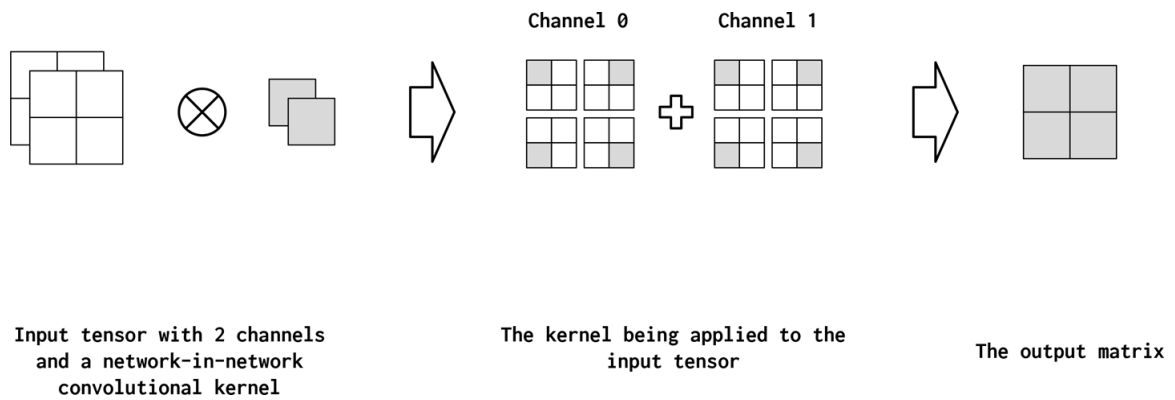 Channel 0
Channel 1
Input tensor with 2 channels
and a network-in-network
convolutional kernel
The kernel being applied to the
input tensor
The output matrix